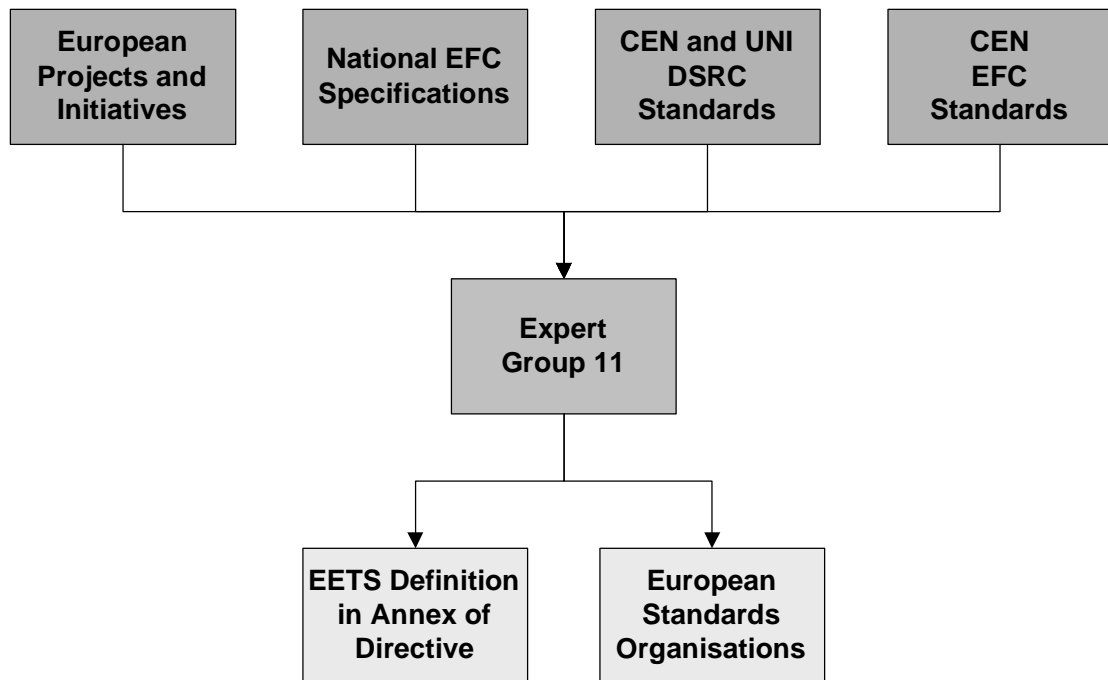 European
Projects and
Initiatives
National EFC
Specifications
CEN and UNI
DSRC
Standards
CEN
EFC
Standards
Expert
Group 11
EETS Definition
in Annex of
Directive
European
Standards
Organisations